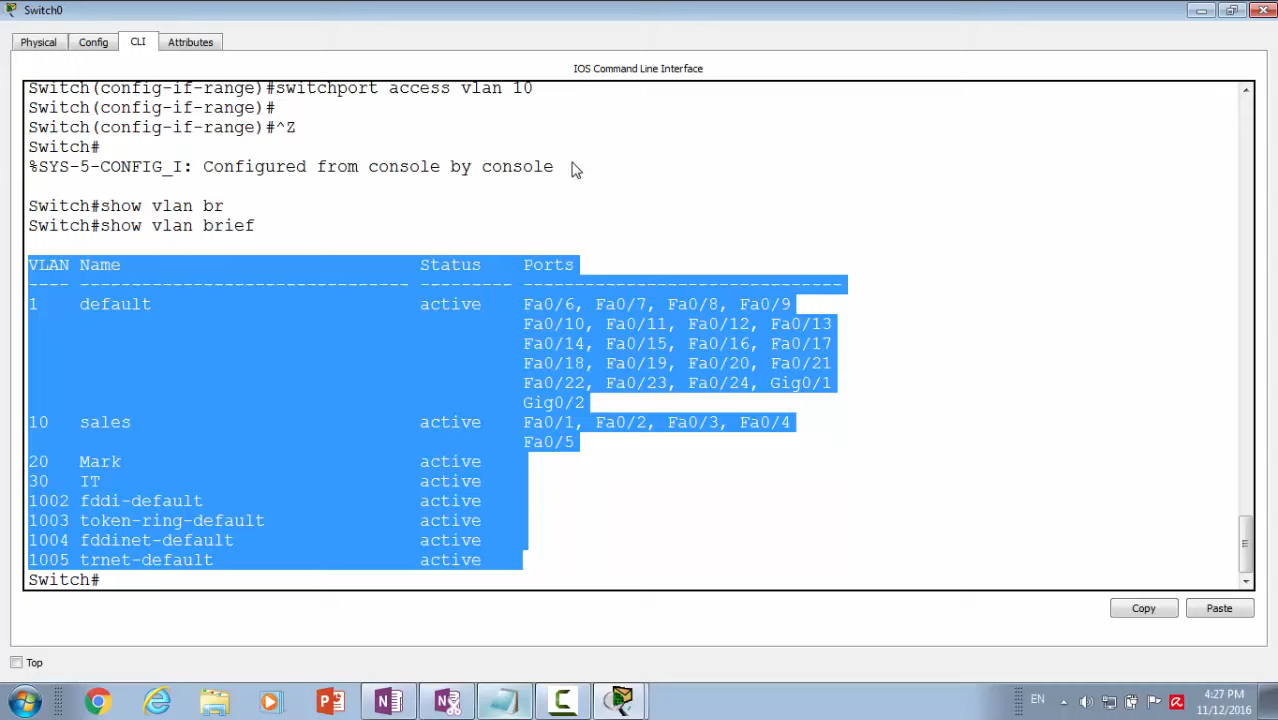 Switch0
Physical Config CLI Attributes
IOS Command Line Interface
Switch(config-if-range)#switchport access vlan 10
Switch(config-if-range)#
Switch(config-if-range)#^Z
Switch#
%SYS-5-CONFIG_I: Configured from console by console
Switch#show vlan br
Switch#show vlan brief
VLAN Name Status Ports
---- -------------------------------- --------- -------------------------------
1 default active Fa0/6, Fa0/7, Fa0/8, Fa0/9
Fa0/10, Fa0/11, Fa0/12, Fa0/13
Fa0/14, Fa0/15, Fa0/16, Fa0/17
Fa0/18, Fa0/19, Fa0/20, Fa0/21
Fa0/22, Fa0/23, Fa0/24, Gig0/1
Gig0/2
10 sales active Fa0/1, Fa0/2, Fa0/3, Fa0/4
Fa0/5
20 Mark active
30 IT active
1002 fddi-default active
1003 token-ring-default active
1004 fddinet-default active
1005 trnet-default active
Switch#
Copy Paste
Top
EN 4:27 PM
11/12/2016